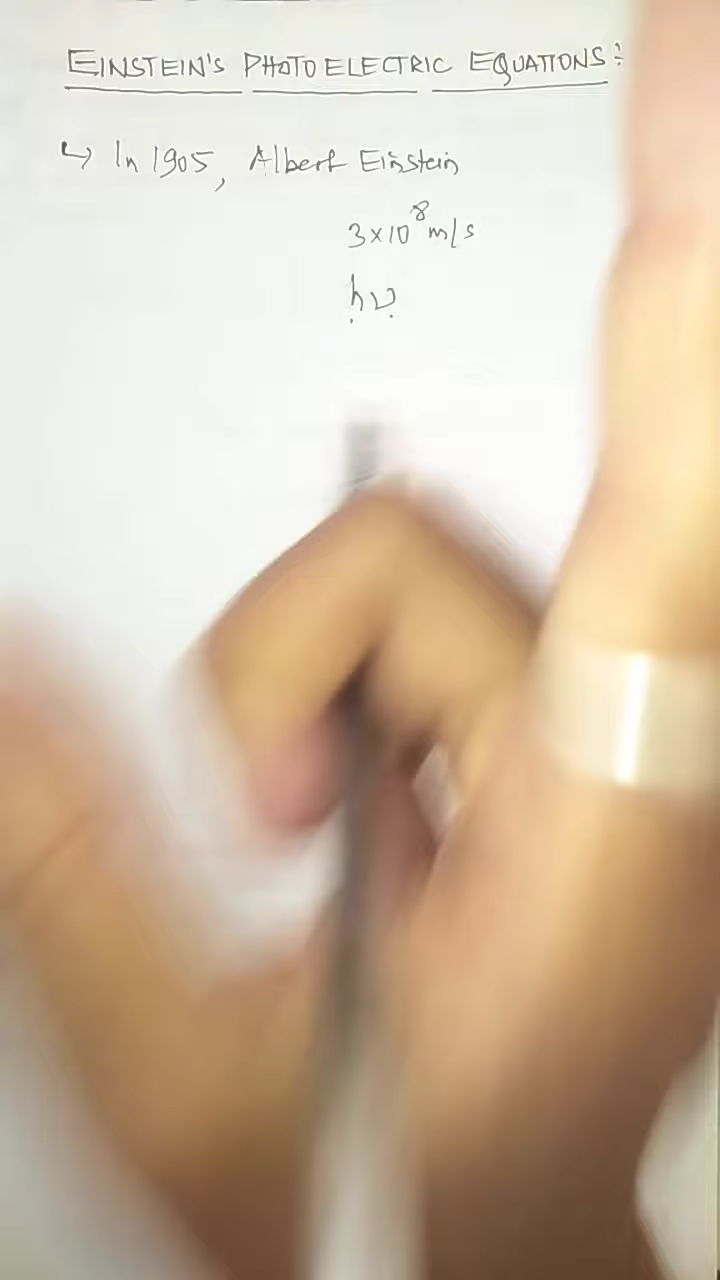 EINSTEIN'S PHOTOELECTRIC EQUATIONS:
↳ In 1905, Albert Einstein
3×10⁸ m/s
hν